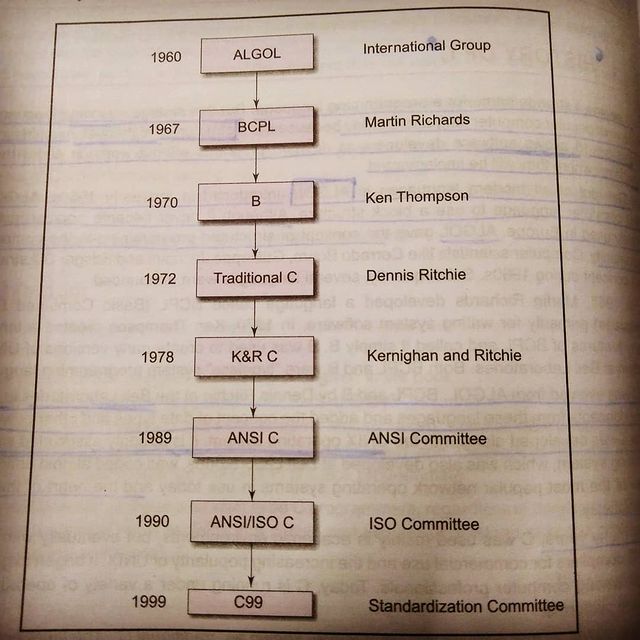 1960 ALGOL International Group
1967 BCPL Martin Richards
1970 B Ken Thompson
1972 Traditional C Dennis Ritchie
1978 K&R C Kernighan and Ritchie
1989 ANSI C ANSI Committee
1990 ANSI/ISO C ISO Committee
1999 C99 Standardization Committee